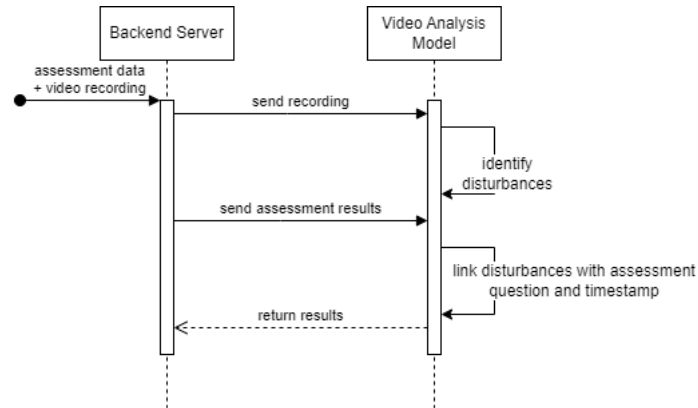 Backend Server
Video Analysis
Model
assessment data
+ video recording
send recording
identify
disturbances
send assessment results
link disturbances with assessment
question and timestamp
return results